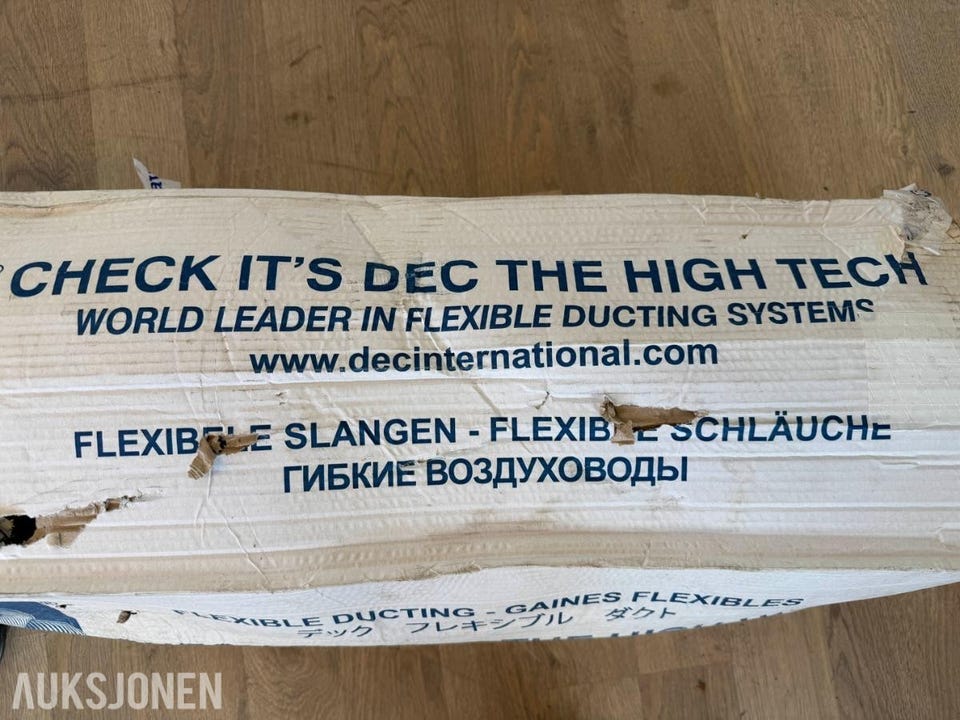 CHECK IT'S DEC THE HIGH TECH
WORLD LEADER IN FLEXIBLE DUCTING SYSTEMS
www.decinternational.com
FLEXIBELE SLANGEN - FLEXIBLE SCHLÄUCHE
ГИБКИЕ ВОЗДУХОВОДЫ
FLEXIBLE DUCTING - GAINES FLEXIBLES
デック フレキシブル ダクト
AUKSJONEN